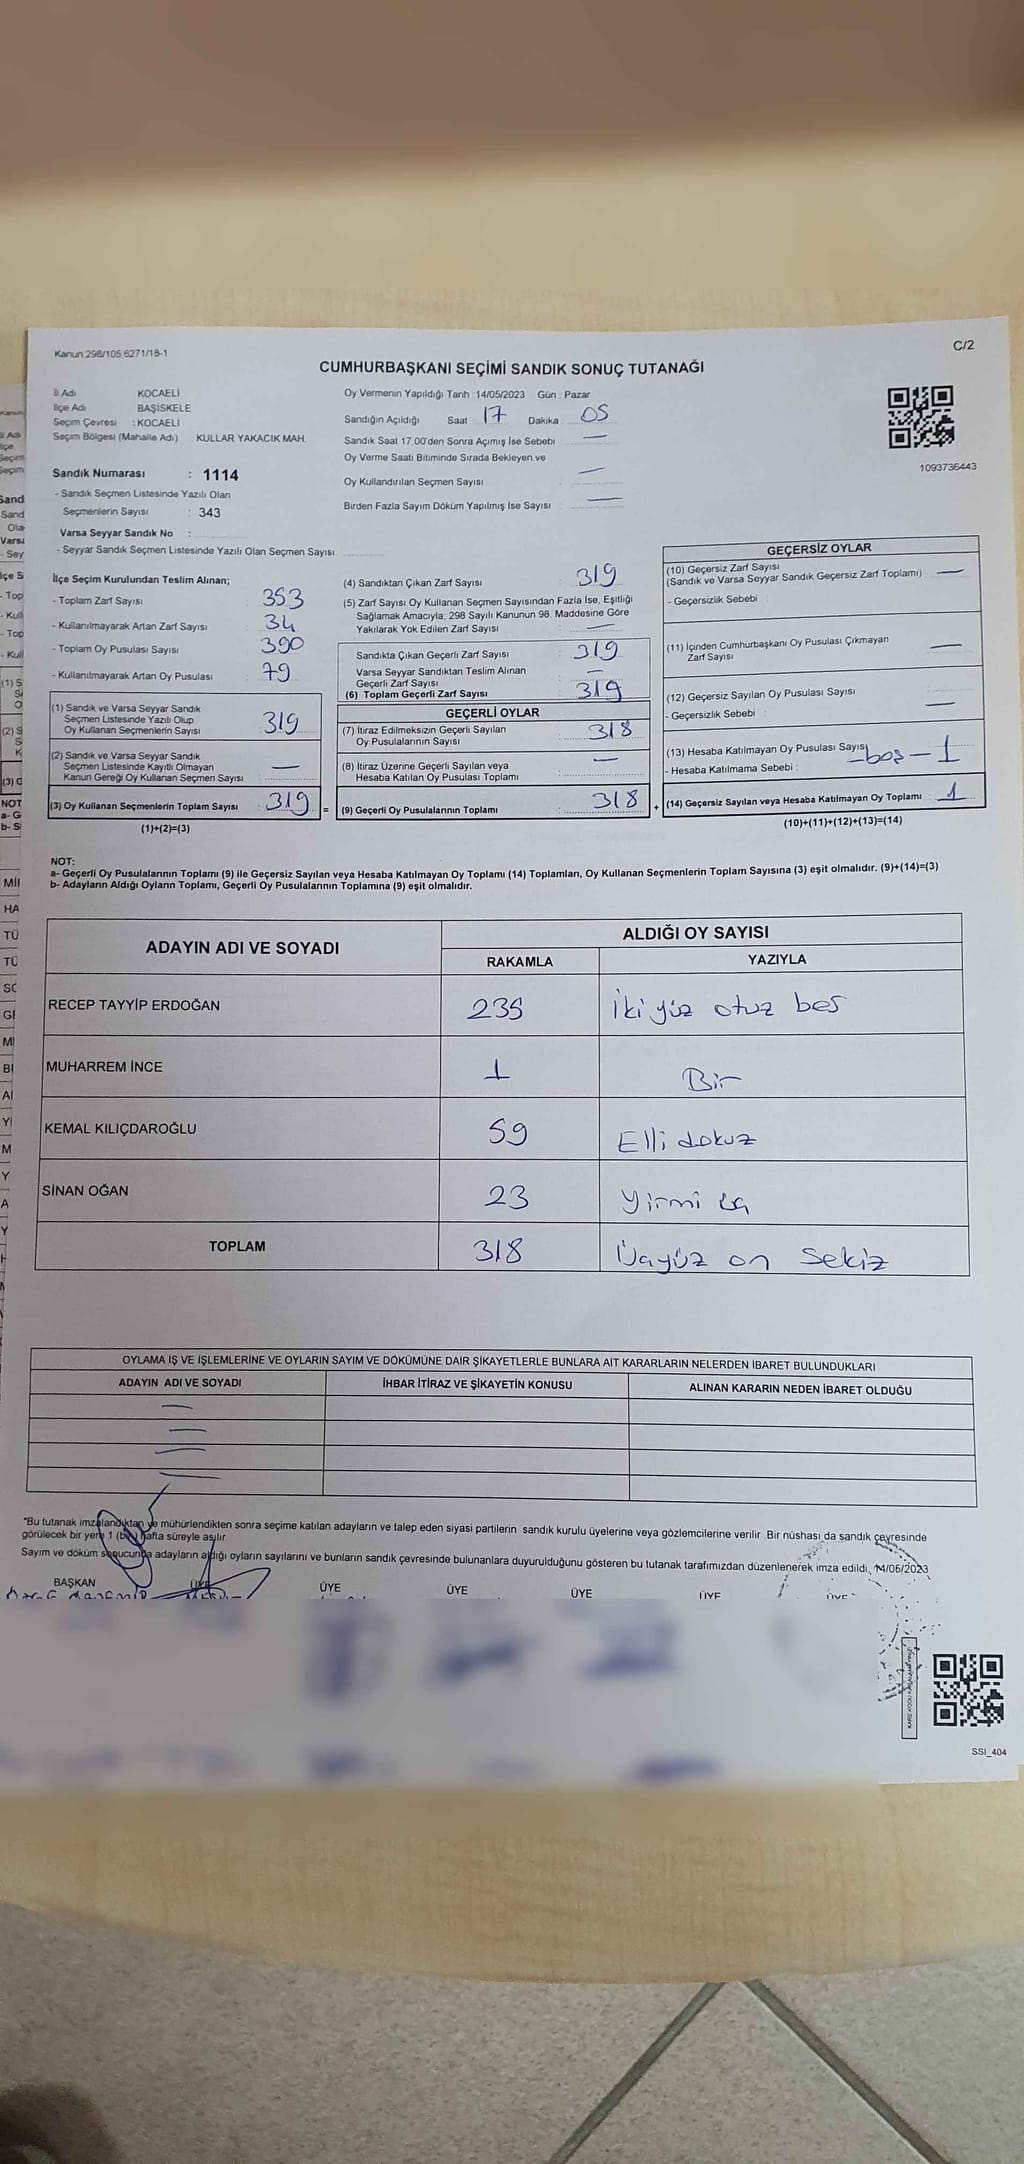 Kanun:298/105;6271/18-1
C/2
CUMHURBAŞKANI SEÇİMİ SANDIK SONUÇ TUTANAĞI
İl Adı KOCAELİ
İlçe Adı BAŞİSKELE
Seçim Çevresi : KOCAELİ
Seçim Bölgesi (Mahalle Adı) KULLAR YAKACIK MAH.
Sandık Numarası : 1114
- Sandık Seçmen Listesinde Yazılı Olan
Seçmenlerin Sayısı : 343
Varsa Seyyar Sandık No :
- Seyyar Sandık Seçmen Listesinde Yazılı Olan Seçmen Sayısı
Oy Vermenin Yapıldığı Tarih : 14/05/2023 Gün : Pazar
Sandığın Açıldığı Saat 17 Dakika 05
Sandık Saat 17.00'den Sonra Açımış İse Sebebi —
Oy Verme Saati Bitiminde Sırada Bekleyen ve
Oy Kullandırılan Seçmen Sayısı —
Birden Fazla Sayım Döküm Yapılmış İse Sayısı —
1093736443
İlçe Seçim Kurulundan Teslim Alınan;
- Toplam Zarf Sayısı 353
- Kullanılmayarak Artan Zarf Sayısı 34
- Toplam Oy Pusulası Sayısı 390
- Kullanılmayarak Artan Oy Pusulası 79
(1) Sandık ve Varsa Seyyar Sandık
Seçmen Listesinde Yazılı Olup
Oy Kullanan Seçmenlerin Sayısı 319
(2) Sandık ve Varsa Seyyar Sandık
Seçmen Listesinde Kayıtlı Olmayan
Kanun Gereği Oy Kullanan Seçmen Sayısı —
(3) Oy Kullanan Seçmenlerin Toplam Sayısı : 319 =
(1)+(2)=(3)
(4) Sandıktan Çıkan Zarf Sayısı 319
(5) Zarf Sayısı Oy Kullanan Seçmen Sayısından Fazla İse, Eşitliği
Sağlamak Amacıyla; 298 Sayılı Kanunun 98. Maddesine Göre
Yakılarak Yok Edilen Zarf Sayısı —
Sandıkta Çıkan Geçerli Zarf Sayısı 319
Varsa Seyyar Sandıktan Teslim Alınan
Geçerli Zarf Sayısı —
(6) Toplam Geçerli Zarf Sayısı 319
GEÇERLİ OYLAR
(7) İtiraz Edilmeksizin Geçerli Sayılan
Oy Pusulalarının Sayısı 318
(8) İtiraz Üzerine Geçerli Sayılan veya
Hesaba Katılan Oy Pusulası Toplamı —
(9) Geçerli Oy Pusulalarının Toplamı 318 +
GEÇERSİZ OYLAR
(10) Geçersiz Zarf Sayısı
(Sandık ve Varsa Seyyar Sandık Geçersiz Zarf Toplamı) —
- Geçersizlik Sebebi :
(11) İçinden Cumhurbaşkanı Oy Pusulası Çıkmayan
Zarf Sayısı —
(12) Geçersiz Sayılan Oy Pusulası Sayısı —
- Geçersizlik Sebebi : —
(13) Hesaba Katılmayan Oy Pusulası Sayısı boş — 1
- Hesaba Katılmama Sebebi :
(14) Geçersiz Sayılan veya Hesaba Katılmayan Oy Toplamı : 1
(10)+(11)+(12)+(13)=(14)
NOT:
a- Geçerli Oy Pusulalarının Toplamı (9) ile Geçersiz Sayılan veya Hesaba Katılmayan Oy Toplamı (14) Toplamları, Oy Kullanan Seçmenlerin Toplam Sayısına (3) eşit olmalıdır. (9)+(14)=(3)
b- Adayların Aldığı Oyların Toplamı, Geçerli Oy Pusulalarının Toplamına (9) eşit olmalıdır.
ADAYIN ADI VE SOYADI
ALDIĞI OY SAYISI
RAKAMLA YAZIYLA
RECEP TAYYİP ERDOĞAN 235 İki yüz otuz beş
MUHARREM İNCE 1 Bir
KEMAL KILIÇDAROĞLU 59 Elli dokuz
SİNAN OĞAN 23 Yirmi
TOPLAM 318 Üçyüz on Sekiz
OYLAMA İŞ VE İŞLEMLERİNE VE OYLARIN SAYIM VE DÖKÜMÜNE DAİR ŞİKAYETLERLE BUNLARA AİT KARARLARIN NELERDEN İBARET BULUNDUKLARI
ADAYIN ADI VE SOYADI İHBAR İTİRAZ VE ŞİKAYETİN KONUSU ALINAN KARARIN NEDEN İBARET OLDUĞU
*Bu tutanak imzalandıktan ve mühürlendikten sonra seçime katılan adayların ve talep eden siyasi partilerin sandık kurulu üyelerine veya gözlemcilerine verilir. Bir nüshası da sandık çevresinde
görülecek bir yere 1 (bir) hafta süreyle asılır.
Sayım ve döküm sonucunda adayların aldığı oyların sayılarını ve bunların sandık çevresinde bulunanlara duyurulduğunu gösteren bu tutanak tarafımızdan düzenlenerek imza edildi. 14/05/2023
BAŞKAN ÜYE ÜYE ÜYE ÜYE ÜYE ÜYE
SSI_404